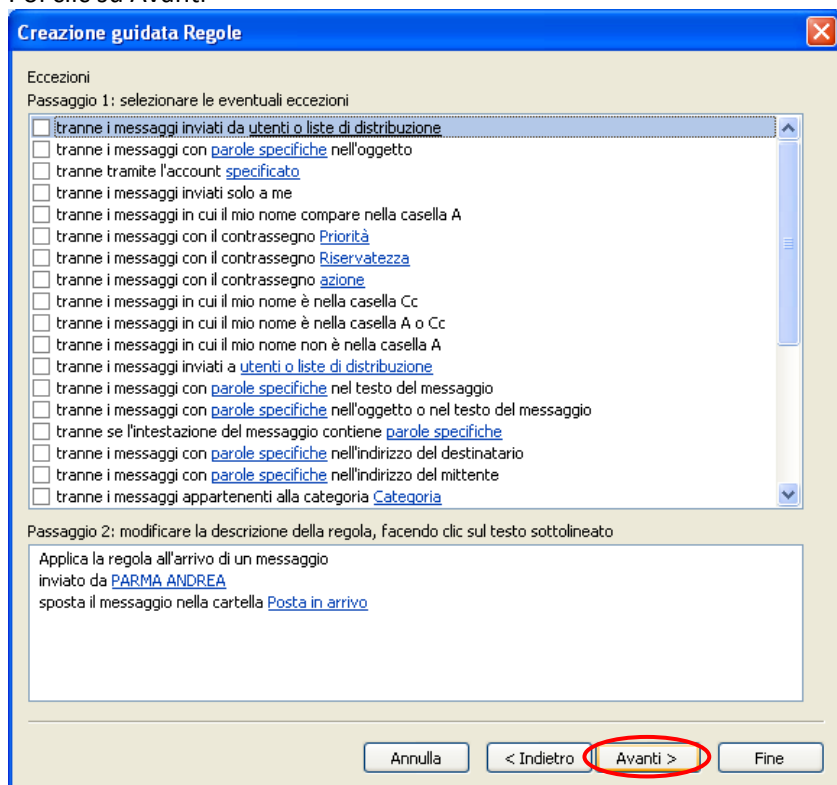 Poi clic su Avanti
Creazione guidata Regole
Eccezioni
Passaggio 1: selezionare le eventuali eccezioni
tranne i messaggi inviati da utenti o liste di distribuzione
tranne i messaggi con parole specifiche nell'oggetto
tranne tramite l'account specificato
tranne i messaggi inviati solo a me
tranne i messaggi in cui il mio nome compare nella casella A
tranne i messaggi con il contrassegno Priorità
tranne i messaggi con il contrassegno Riservatezza
tranne i messaggi con il contrassegno azione
tranne i messaggi in cui il mio nome è nella casella Cc
tranne i messaggi in cui il mio nome è nella casella A o Cc
tranne i messaggi in cui il mio nome non è nella casella A
tranne i messaggi inviati a utenti o liste di distribuzione
tranne i messaggi con parole specifiche nel testo del messaggio
tranne i messaggi con parole specifiche nell'oggetto o nel testo del messaggio
tranne se l'intestazione del messaggio contiene parole specifiche
tranne i messaggi con parole specifiche nell'indirizzo del destinatario
tranne i messaggi con parole specifiche nell'indirizzo del mittente
tranne i messaggi appartenenti alla categoria Categoria
Passaggio 2: modificare la descrizione della regola, facendo clic sul testo sottolineato
Applica la regola all'arrivo di un messaggio
inviato da PARMA ANDREA
sposta il messaggio nella cartella Posta in arrivo
Annulla < Indietro Avanti > Fine